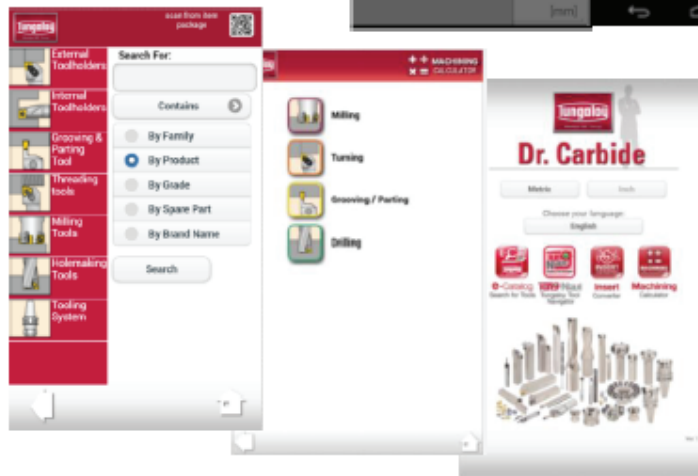 [mm]
Tungaloy
scan from item
package
External
Toolholders
Internal
Toolholders
Grooving &
Parting
Tool
Threading
tools
Milling
Tools
Holemaking
Tools
Tooling
System
Search For:
Contains
By Family
By Product
By Grade
By Spare Part
By Brand Name
Search
MACHINING
CALCULATOR
Milling
Turning
Grooving / Parting
Drilling
Tungaloy
Dr. Carbide
Metric
Inch
Choose your language:
English
e-Catalog
Search for Tools
Tungaloy Tool
Navigator
Insert
Converter
Machining
Calculator